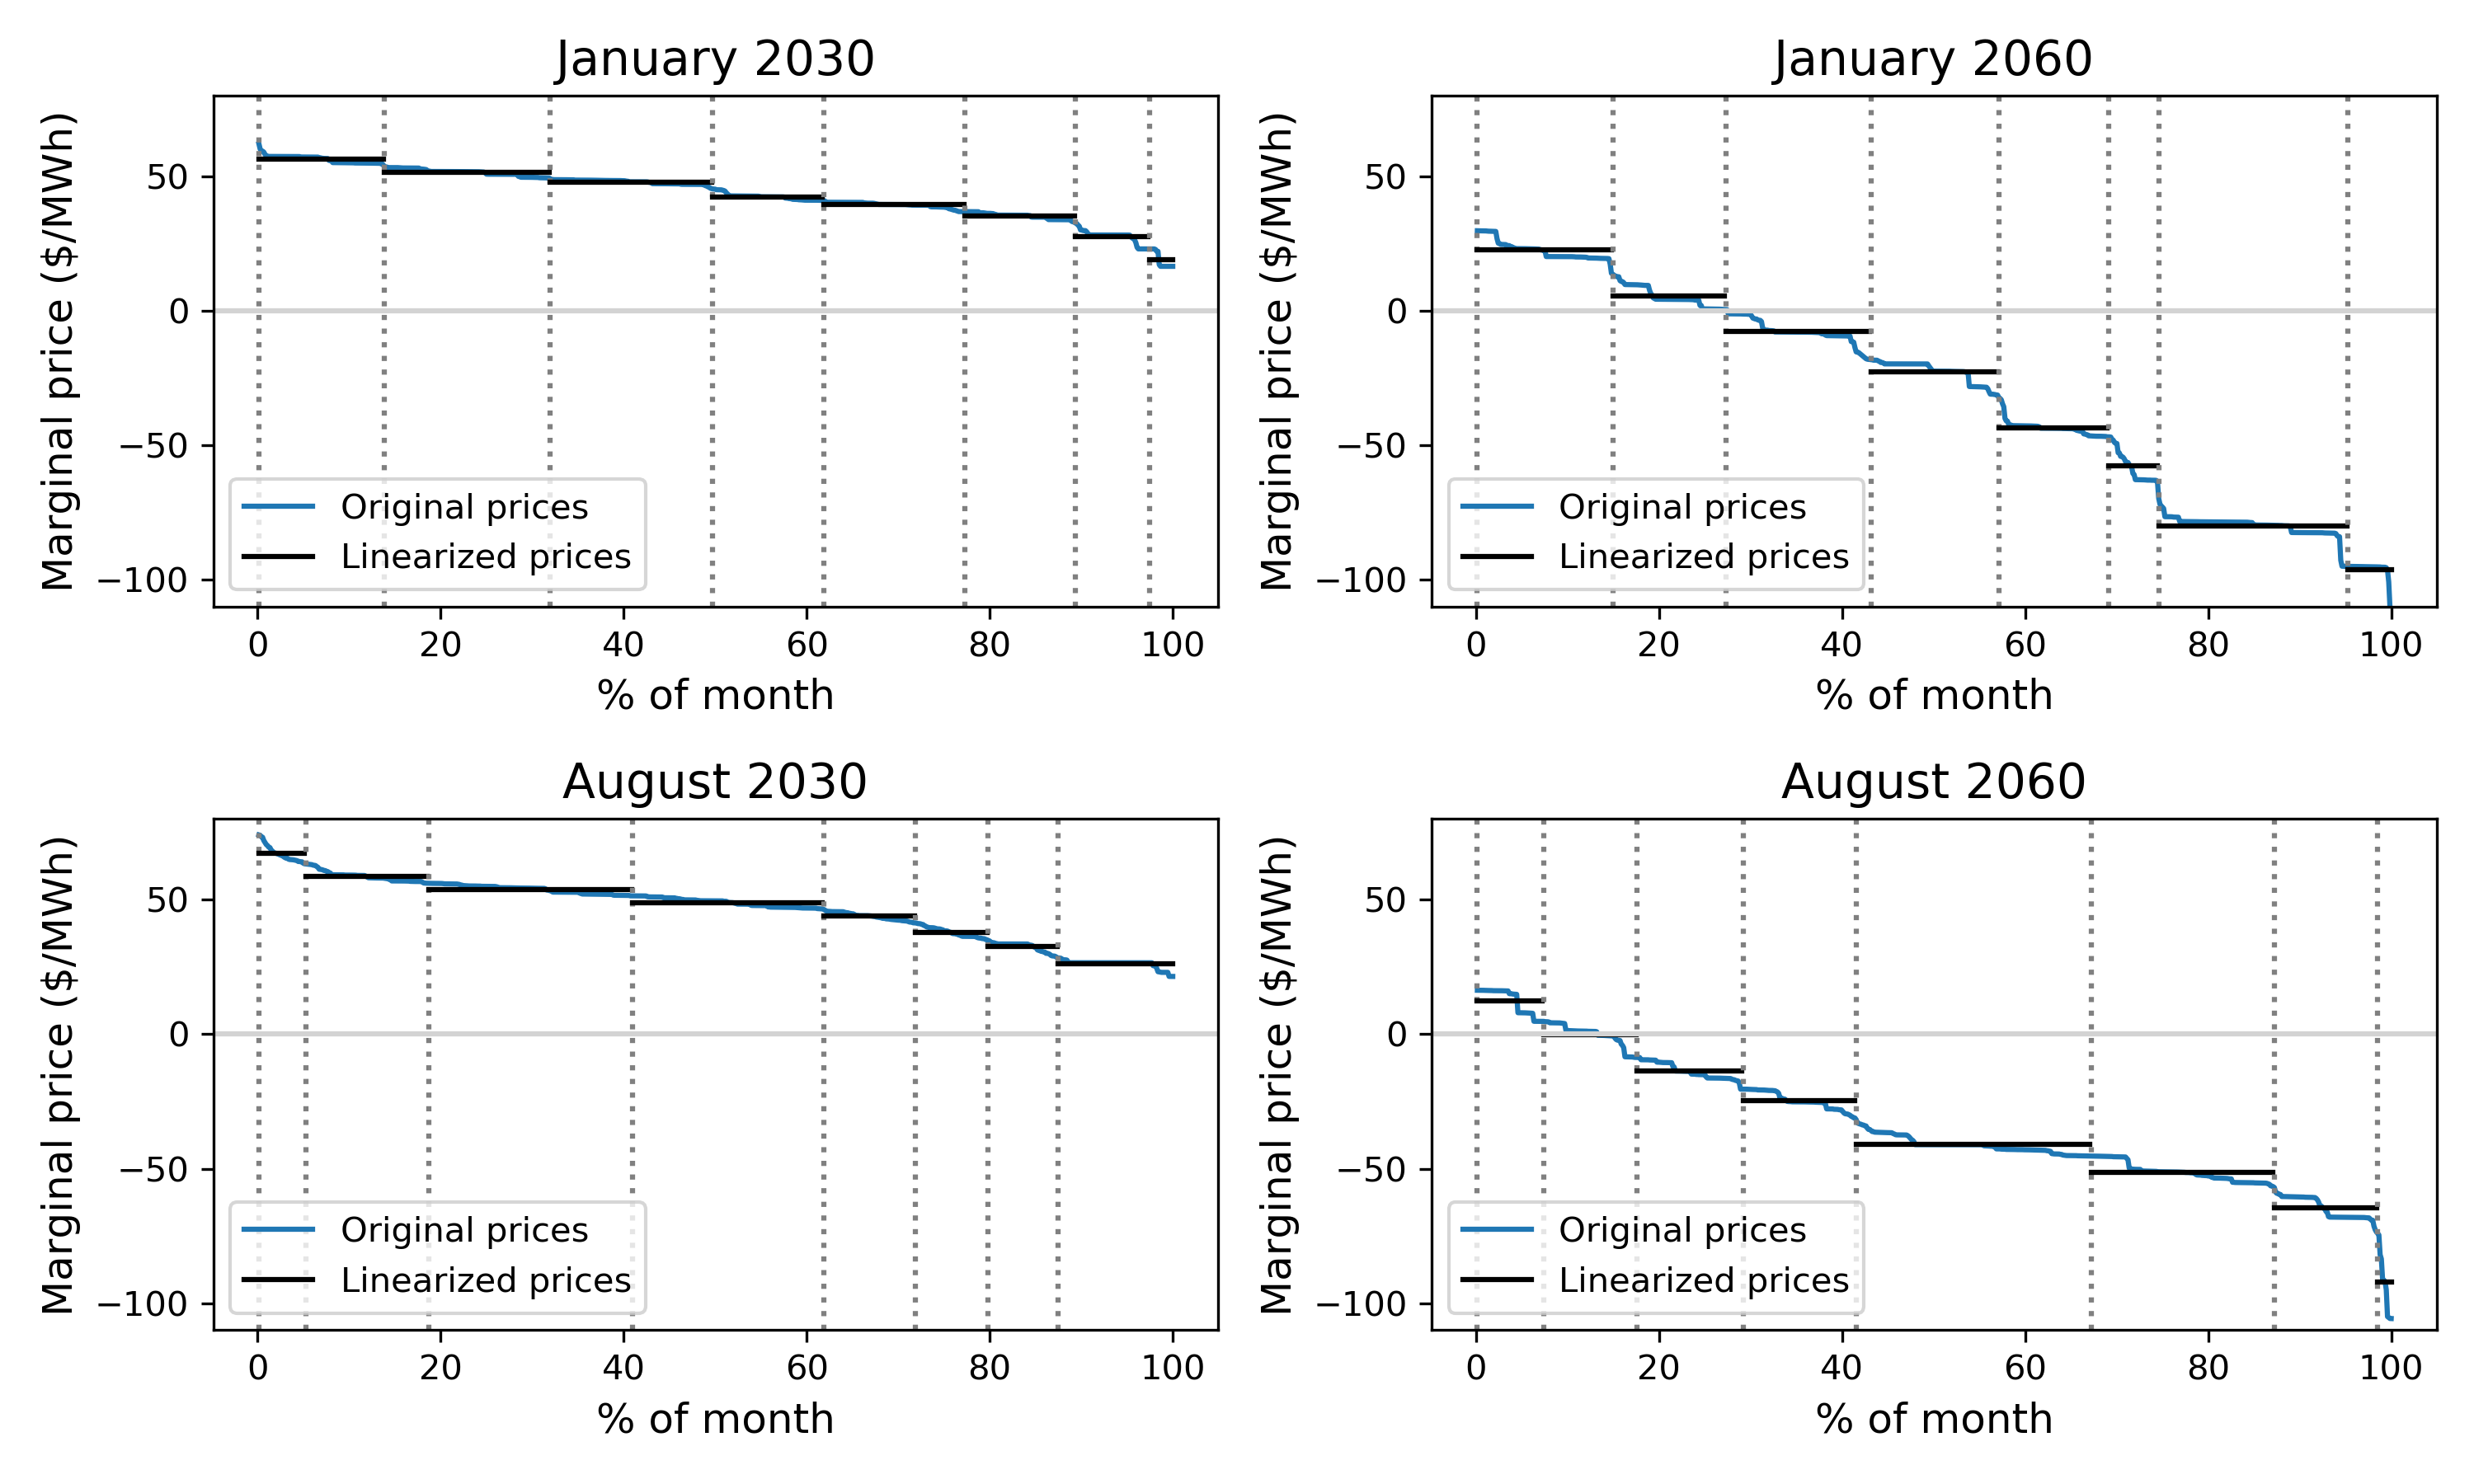 January 2030
Marginal price ($/MWh)
50
0
−50
−100
Original prices
Linearized prices
0 20 40 60 80 100
% of month
January 2060
Marginal price ($/MWh)
50
0
−50
−100
Original prices
Linearized prices
0 20 40 60 80 100
% of month
August 2030
Marginal price ($/MWh)
50
0
−50
−100
Original prices
Linearized prices
0 20 40 60 80 100
% of month
August 2060
Marginal price ($/MWh)
50
0
−50
−100
Original prices
Linearized prices
0 20 40 60 80 100
% of month